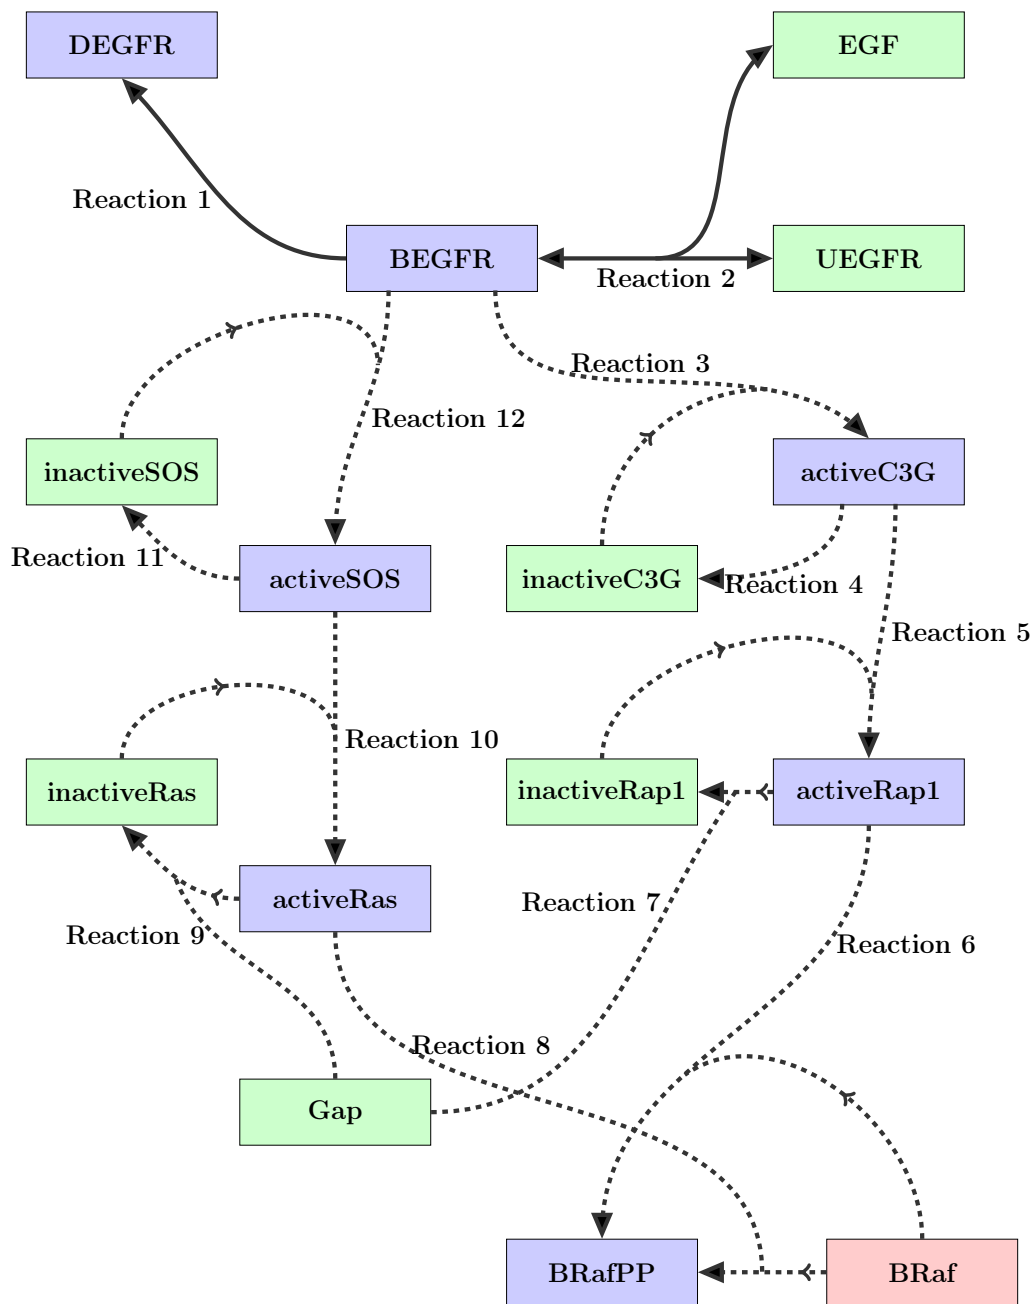 DEGFR
EGF
Reaction 1
BEGFR
UEGFR
Reaction 2
Reaction 3
Reaction 12
inactiveSOS
activeC3G
Reaction 11
activeSOS
inactiveC3G
Reaction 4
Reaction 5
Reaction 10
inactiveRas
inactiveRap1
activeRap1
activeRas
Reaction 7
Reaction 9
Reaction 6
Reaction 8
Gap
BRafPP
BRaf